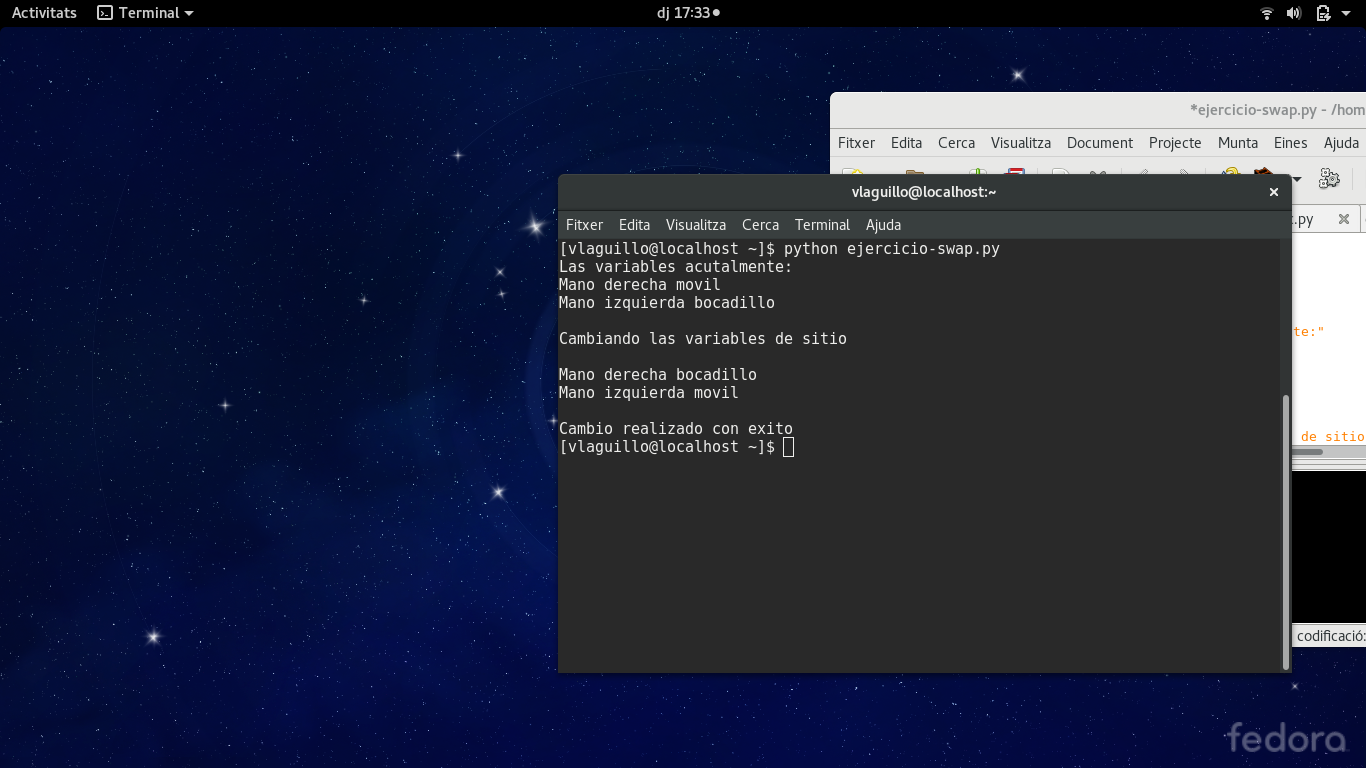 Activitats Terminal dj 17:33
*ejercicio-swap.py - /hom
Fitxer Edita Cerca Visualitza Document Projecte Munta Eines Ajuda
vlaguillo@localhost:~
.py
Fitxer Edita Visualitza Cerca Terminal Ajuda
[vlaguillo@localhost ~]$ python ejercicio-swap.py
Las variables acutalmente:
Mano derecha movil
Mano izquierda bocadillo
te:"
Cambiando las variables de sitio
Mano derecha bocadillo
Mano izquierda movil
Cambio realizado con exito
de sitio
[vlaguillo@localhost ~]$
codificació:
fedora